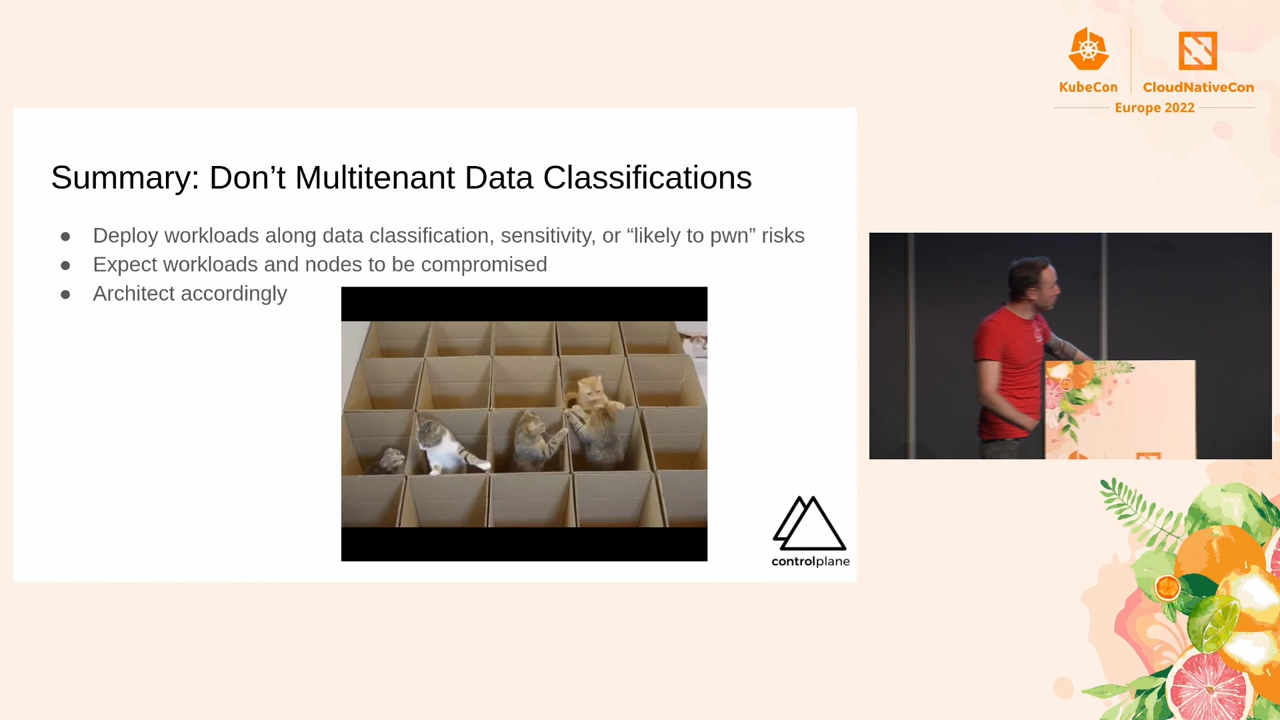 KubeCon
CloudNativeCon
Europe 2022
Summary: Don’t Multitenant Data Classifications
● Deploy workloads along data classification, sensitivity, or “likely to pwn” risks
● Expect workloads and nodes to be compromised
● Architect accordingly
controlplane